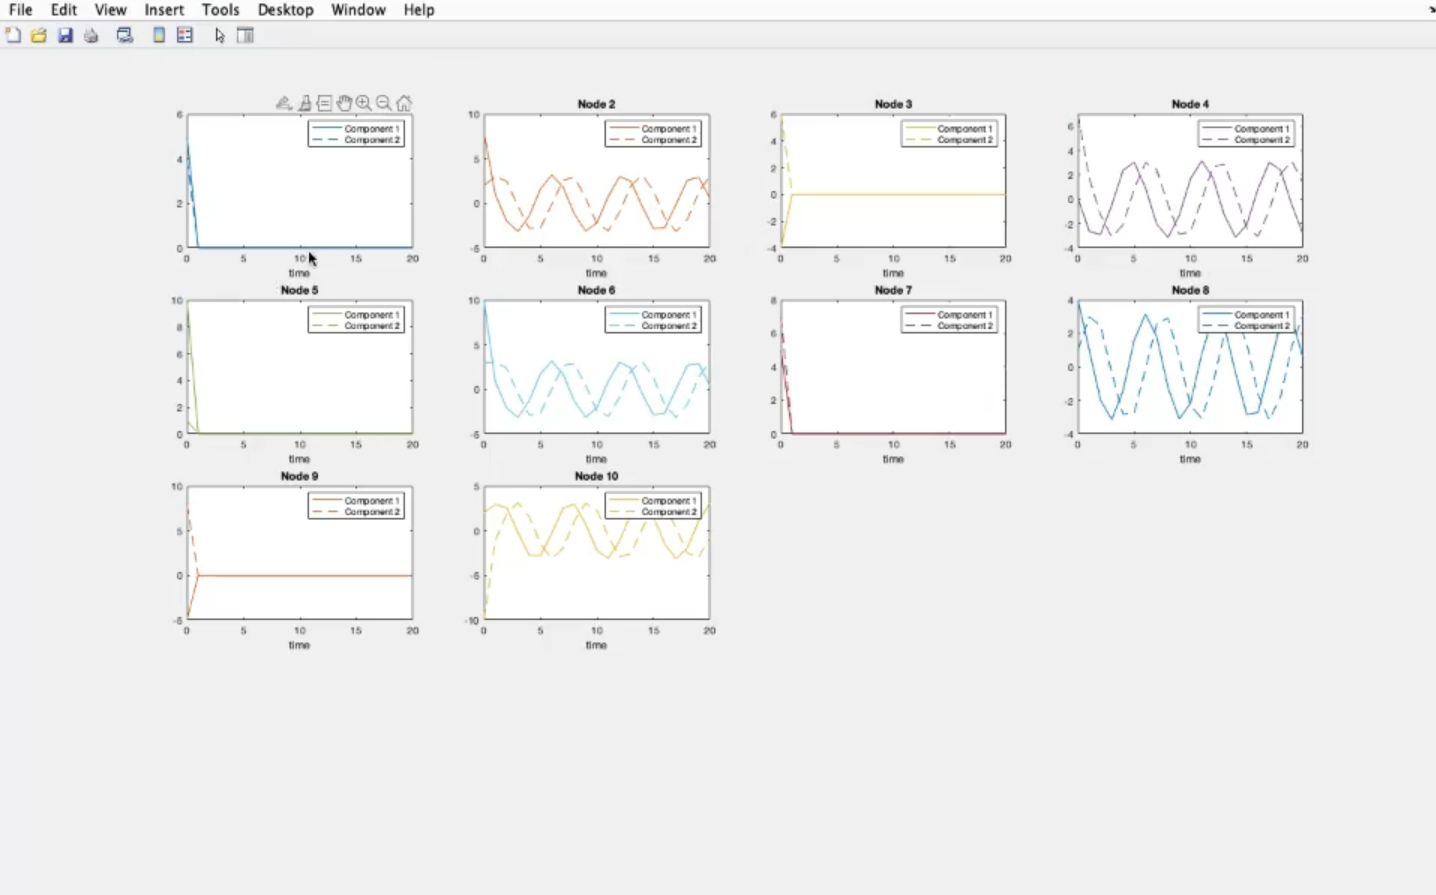 File Edit View Insert Tools Desktop Window Help
Node 2 Node 3 Node 4
6 10 6 6
Component 1 Component 1 Component 1 Component 1
Component 2 Component 2 Component 2 Component 2
4 5 4 4
2 2
2 0 0 0
-2 -2
0 -5 -4 -4
0 5 10 15 20 0 5 10 15 20 0 5 10 15 20 0 5 10 15 20
time time time time
Node 5 Node 6 Node 7 Node 8
10 10 8 4
Component 1 Component 1 Component 1 Component 1
Component 2 Component 2 Component 2 Component 2
8 5 6 2
6 4 0
4 0 2 -2
2
0 -5 0 -4
0 5 10 15 20 0 5 10 15 20 0 5 10 15 20 0 5 10 15 20
time time time time
Node 9 Node 10
10 5
Component 1 Component 1
Component 2 Component 2
5 0
0 -5
-5 -10
0 5 10 15 20 0 5 10 15 20
time time